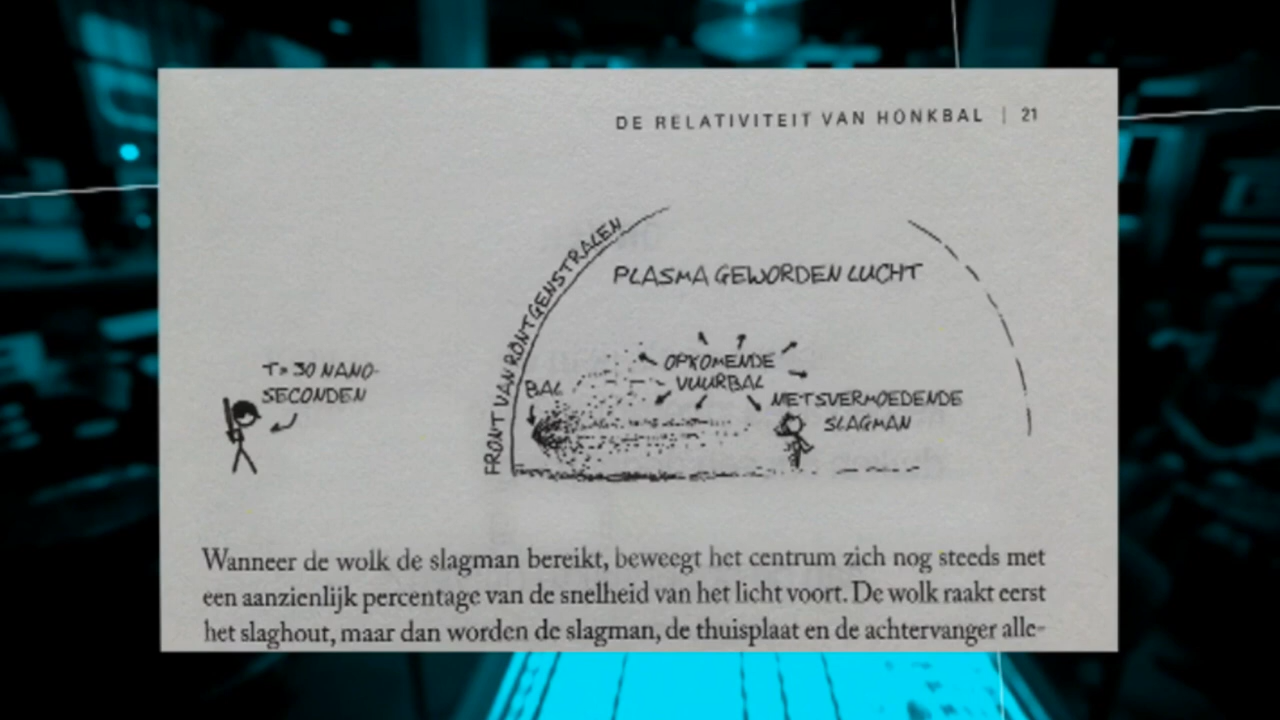 DE RELATIVITEIT VAN HONKBAL | 21
FRONT VAN RÖNTGENSTRALEN
PLASMA GEWORDEN LUCHT
T=30 NANO-
SECONDEN
BAL
OPKOMENDE
VUURBAL
NIETSVERMOEDENDE
SLAGMAN
Wanneer de wolk de slagman bereikt, beweegt het centrum zich nog steeds met
een aanzienlijk percentage van de snelheid van het licht voort. De wolk raakt eerst
het slaghout, maar dan worden de slagman, de thuisplaat en de achtervanger alle-